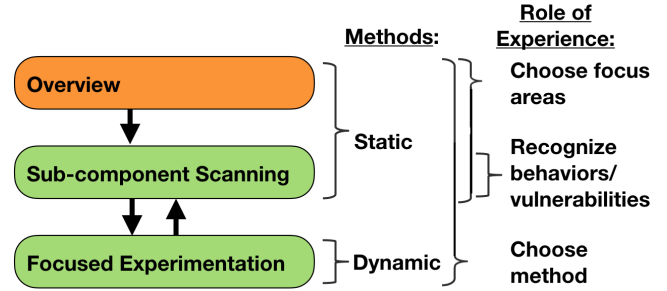 Role of
Methods: Experience:
Overview
Choose focus
areas
Static
Sub-component Scanning
Recognize
behaviors/
vulnerabilities
Focused Experimentation
Dynamic
Choose
method